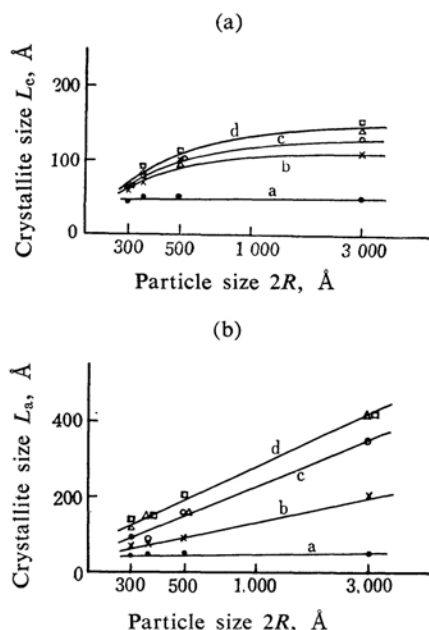 (a)
Crystallite size Lc, Å
200
100
0
d
c
b
a
300 500 1 000 3 000
Particle size 2R, Å
(b)
Crystallite size La, Å
400
200
0
d
c
b
a
300 500 1.000 3.000
Particle size 2R, Å